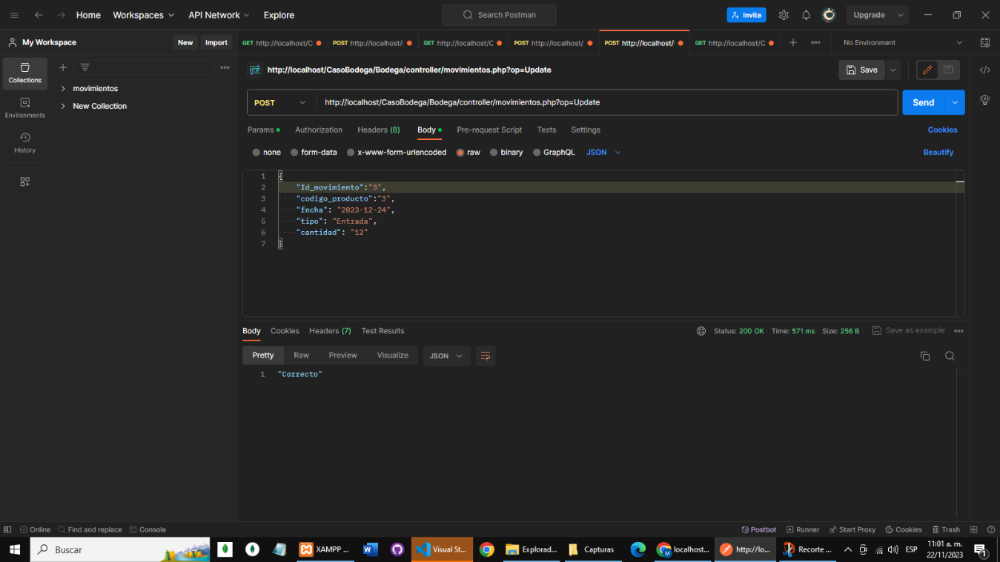 Home Workspaces API Network Explore Search Postman Invite Upgrade
My Workspace New Import GET http://localhost/C POST http://localhost/ GET http://localhost/C POST http://localhost/ POST http://localhost/ GET http://localhost/C No Environment
Collections
Environments
History
movimientos
New Collection
HTTP http://localhost/CasoBodega/Bodega/controller/movimientos.php?op=Update Save
POST http://localhost/CasoBodega/Bodega/controller/movimientos.php?op=Update Send
Params Authorization Headers (8) Body Pre-request Script Tests Settings Cookies
none form-data x-www-form-urlencoded raw binary GraphQL JSON Beautify
1 {
2 "Id_movimiento":"3",
3 "codigo_producto":"3",
4 "fecha": "2023-12-24",
5 "tipo": "Entrada",
6 "cantidad": "12"
7 }
Body Cookies Headers (7) Test Results Status: 200 OK Time: 571 ms Size: 256 B Save as example
Pretty Raw Preview Visualize JSON
1 "Correcto"
Online Find and replace Console Postbot Runner Start Proxy Cookies Trash
Buscar XAMPP ... Visual St... Explorad... Capturas localhost... http://lo... Recorte ... ESP 11:01 a. m.
22/11/2023 1